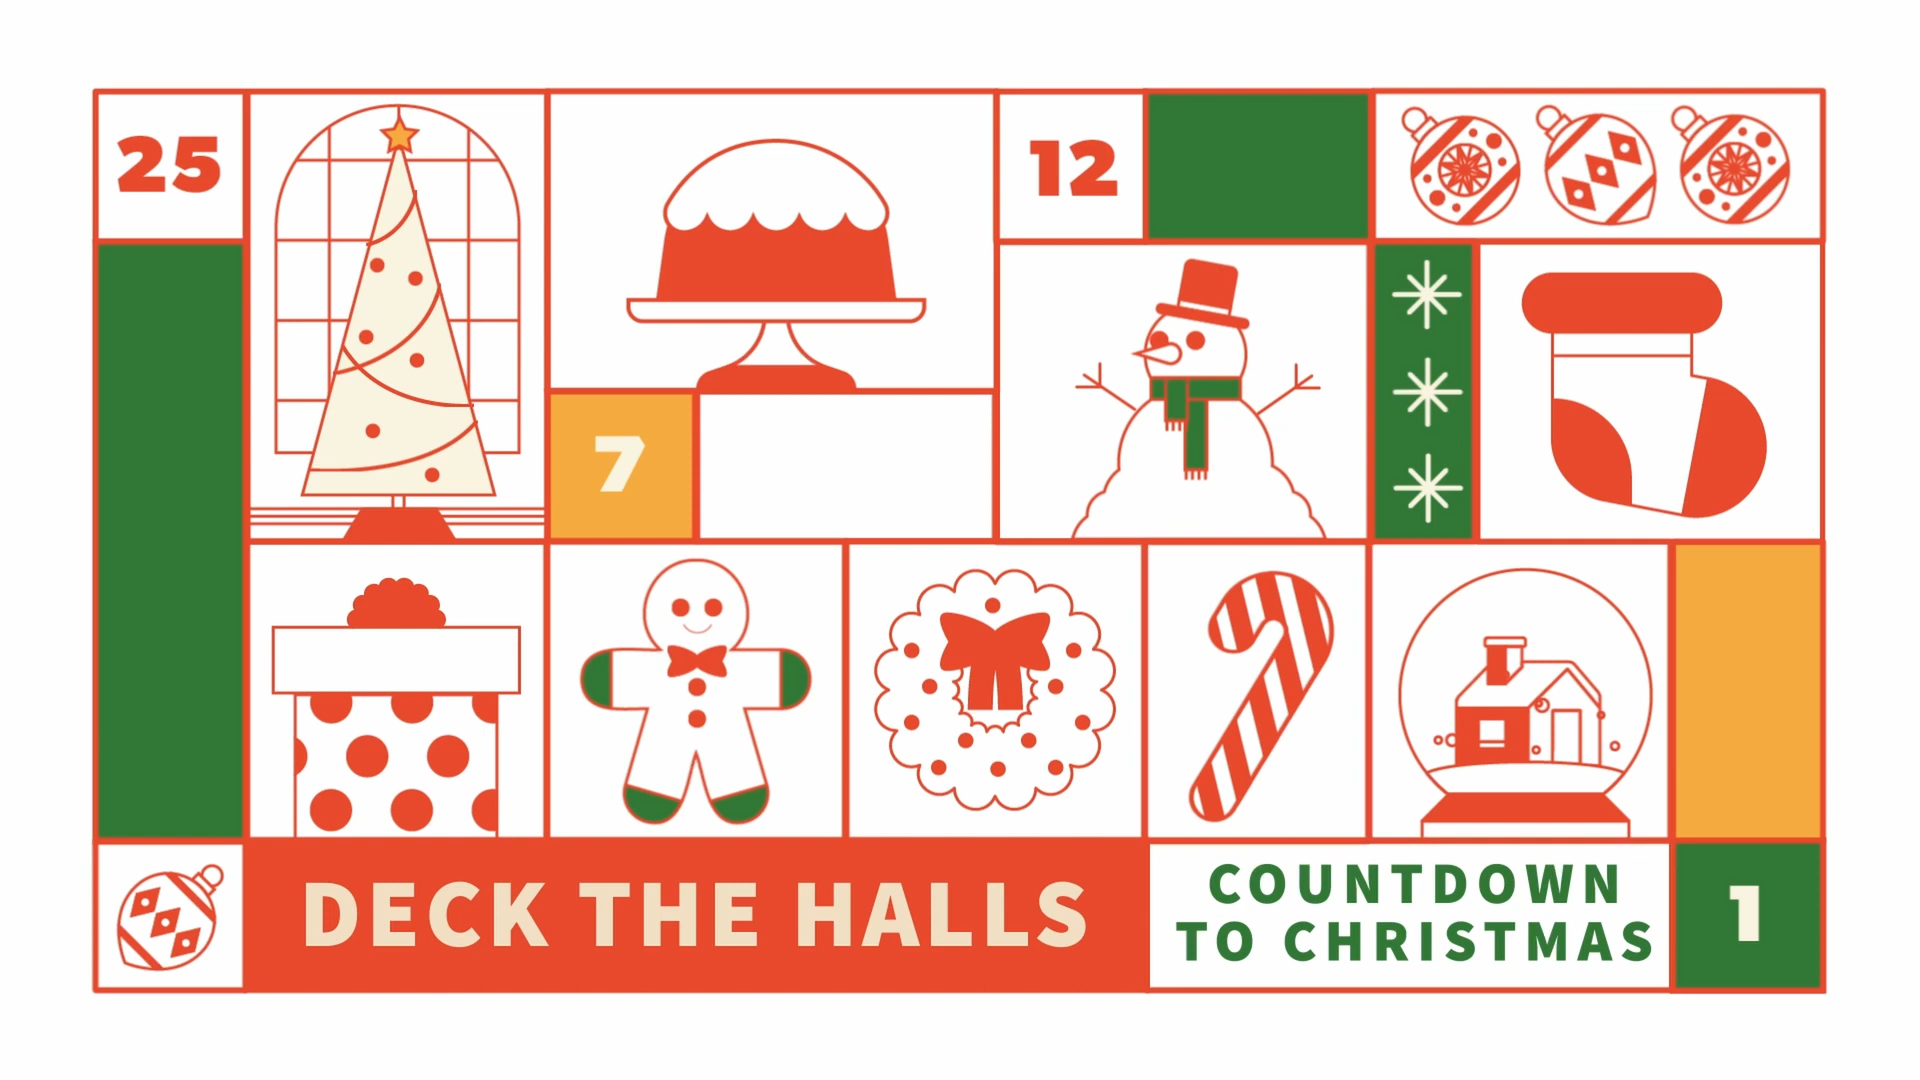 25
12
7
DECK THE HALLS
COUNTDOWN
TO CHRISTMAS
1